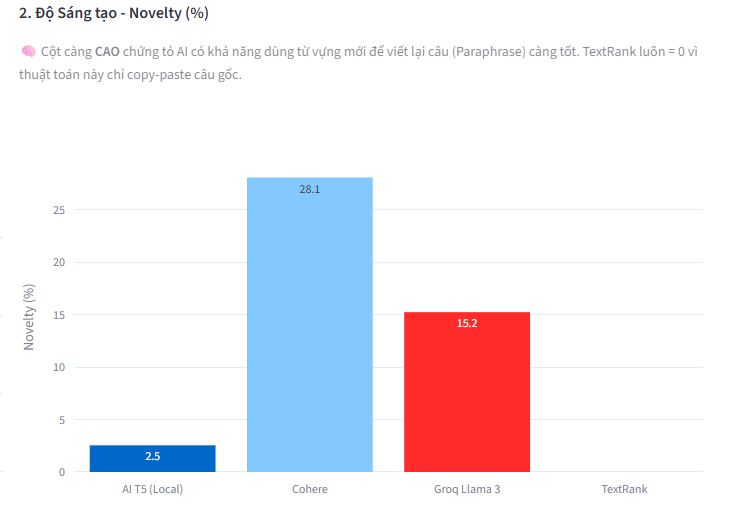 2. Độ Sáng tạo - Novelty (%)
🧠 Cột càng CAO chứng tỏ AI có khả năng dùng từ vựng mới để viết lại câu (Paraphrase) càng tốt. TextRank luôn = 0 vì
thuật toán này chỉ copy-paste câu gốc.
28.1
25
20
15.2
15
Novelty (%)
10
5
2.5
0
AI T5 (Local)
Cohere
Groq Llama 3
TextRank